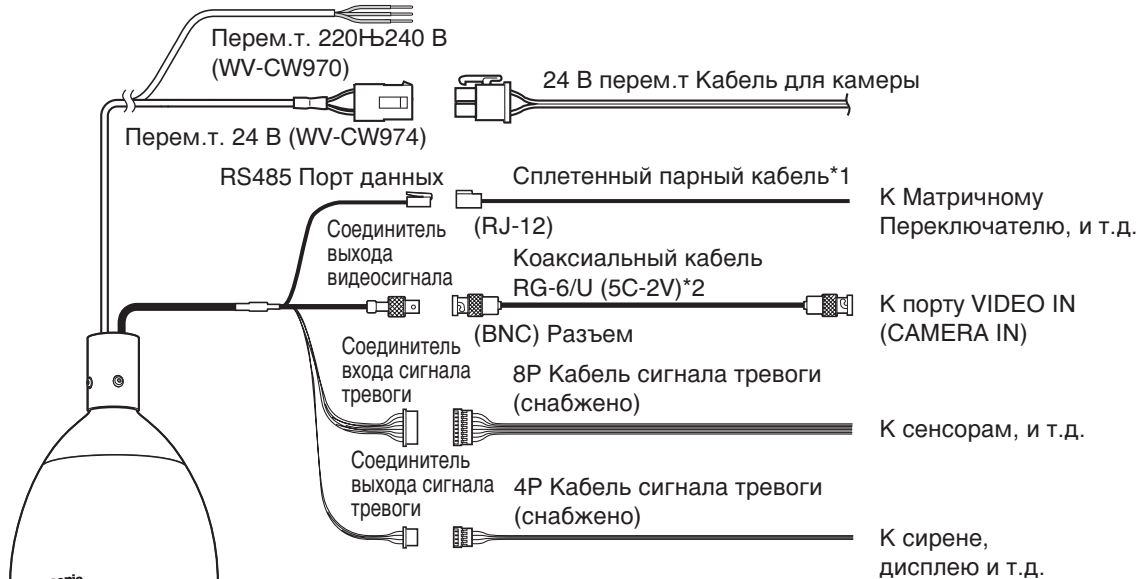 Перем.т. 220Њ240 В
(WV-CW970)
24 В перем.т Кабель для камеры
Перем.т. 24 В (WV-CW974)
RS485 Порт данных
Сплетенный парный кабель*1
(RJ-12)
К Матричному
Переключателю, и т.д.
Соединитель
выхода
видеосигнала
Коаксиальный кабель
RG-6/U (5C-2V)*2
(BNC) Разъем
К порту VIDEO IN
(CAMERA IN)
Соединитель
входа сигнала
тревоги
8P Кабель сигнала тревоги
(снабжено)
К сенсорам, и т.д.
Соединитель
выхода сигнала
тревоги
4P Кабель сигнала тревоги
(снабжено)
К сирене,
дисплею и т.д.